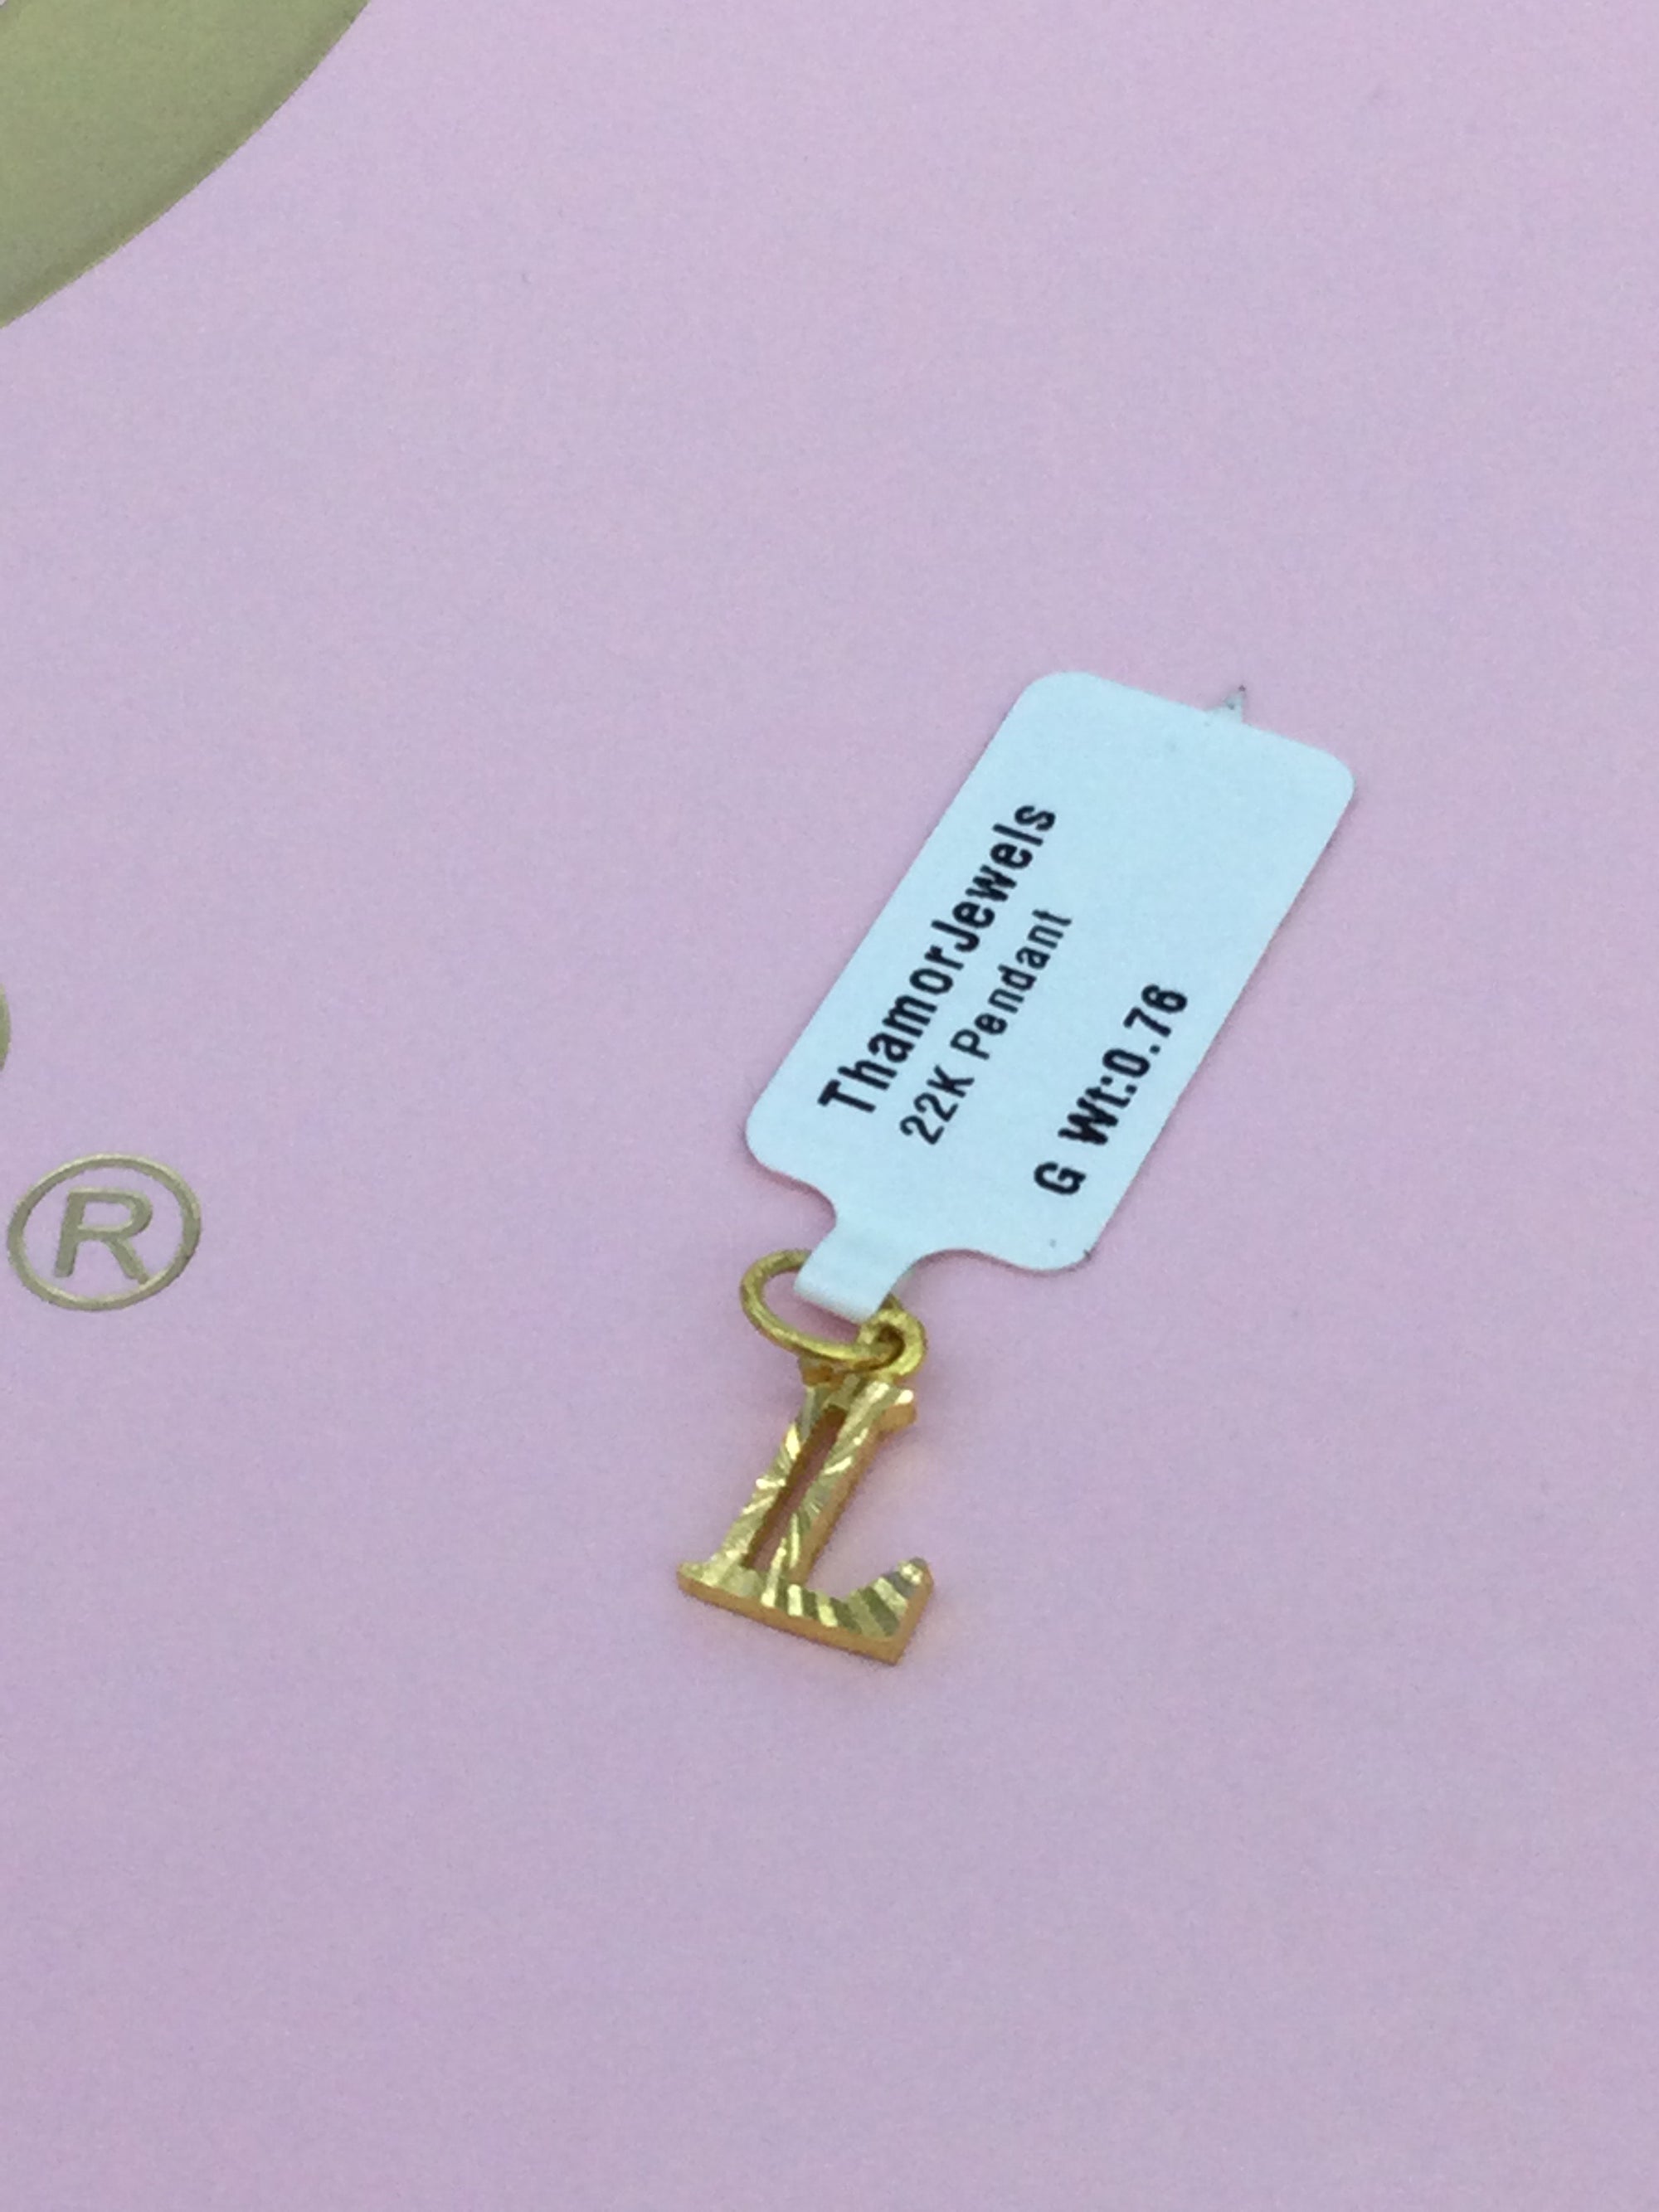 ThamorJewels
22K Pendant
G Wt:0.76
®
L